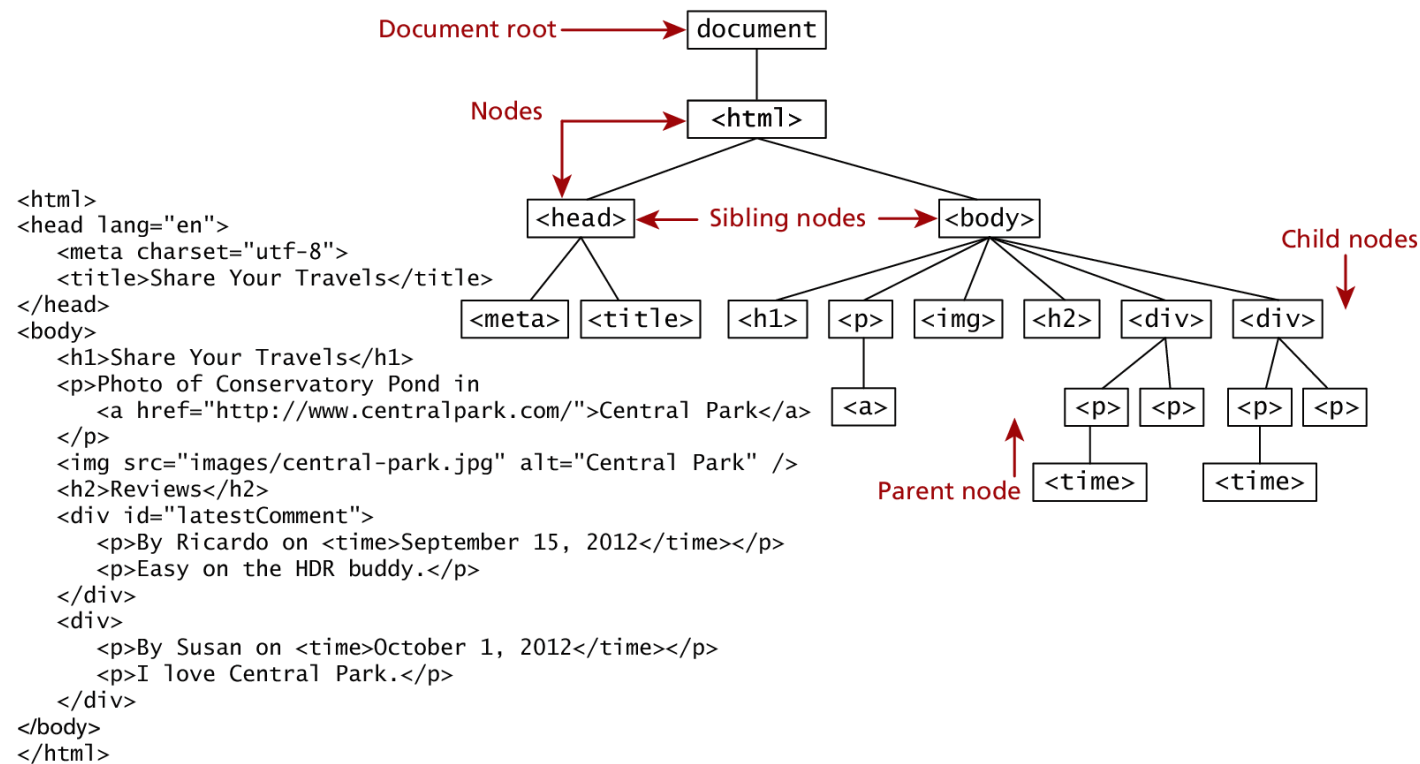 Document root
document
Nodes
<html>
<head>
Sibling nodes
<body>
Child nodes
<meta>
<title>
<h1>
<p>
<img>
<h2>
<div>
<div>
<a>
<p>
<p>
<p>
<p>
Parent node
<time>
<time>
<html>
<head lang="en">
<meta charset="utf-8">
<title>Share Your Travels</title>
</head>
<body>
<h1>Share Your Travels</h1>
<p>Photo of Conservatory Pond in
<a href="http://www.centralpark.com/">Central Park</a>
</p>
<img src="images/central-park.jpg" alt="Central Park" />
<h2>Reviews</h2>
<div id="latestComment">
<p>By Ricardo on <time>September 15, 2012</time></p>
<p>Easy on the HDR buddy.</p>
</div>
<div>
<p>By Susan on <time>October 1, 2012</time></p>
<p>I love Central Park.</p>
</div>
</body>
</html>